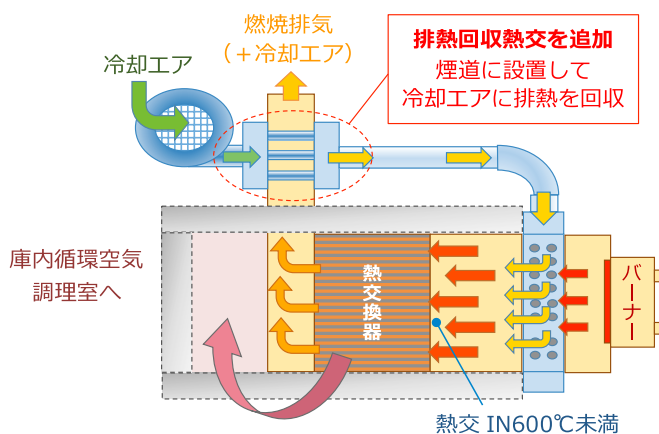 燃焼排気
（＋冷却エア）
冷却エア
排熱回収熱交を追加
煙道に設置して
冷却エアに排熱を回収
庫内循環空気
調理室へ
熱交換器
バーナー
熱交 IN600℃未満